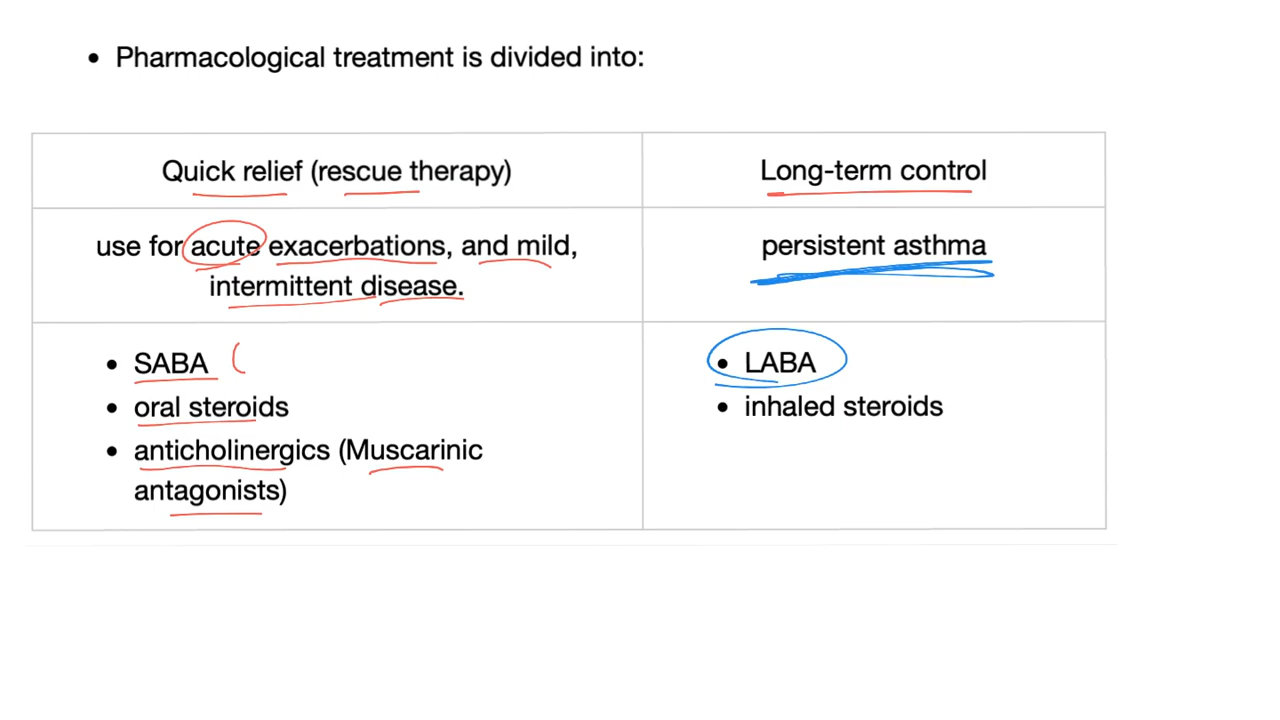 • Pharmacological treatment is divided into:
Quick relief (rescue therapy)
Long-term control
use for acute exacerbations, and mild,
intermittent disease.
persistent asthma
• SABA (
• oral steroids
• anticholinergics (Muscarinic
antagonists)
• LABA
• inhaled steroids